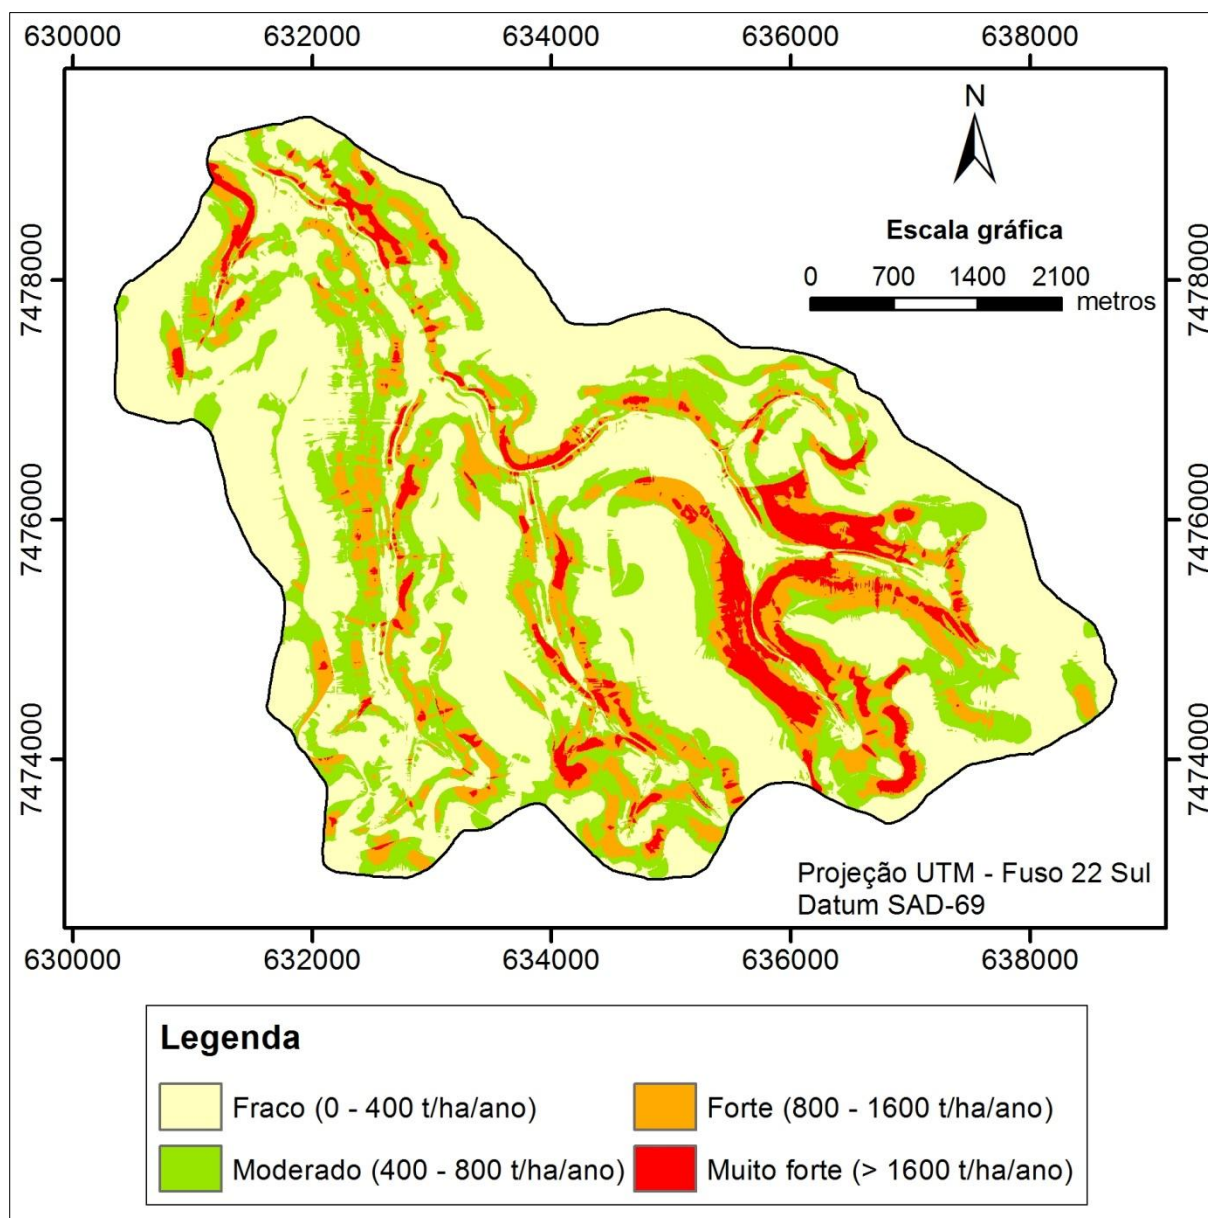 630000 632000 634000 636000 638000
N
Escala gráfica
0 700 1400 2100
metros
7478000 7478000
7476000 7476000
7474000 7474000
Projeção UTM - Fuso 22 Sul
Datum SAD-69
630000 632000 634000 636000 638000
Legenda
Fraco (0 - 400 t/ha/ano) Forte (800 - 1600 t/ha/ano)
Moderado (400 - 800 t/ha/ano) Muito forte (> 1600 t/ha/ano)